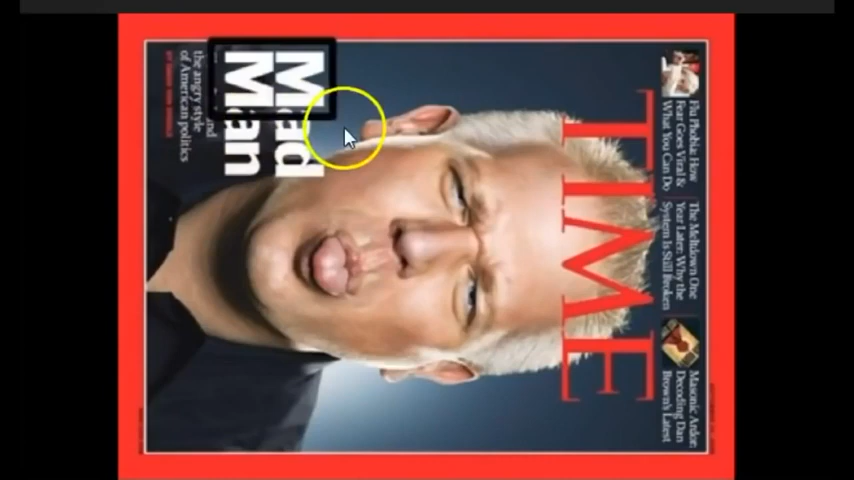 Flu Phobia: How
Fear Goes Viral &
What You Can Do
The Meltdown One
Year Later: Why the
System Is Still Broken
Masonic Ardor:
Decoding Dan
Brown's Latest
TIME
Mad
Man
the angry style
of American politics